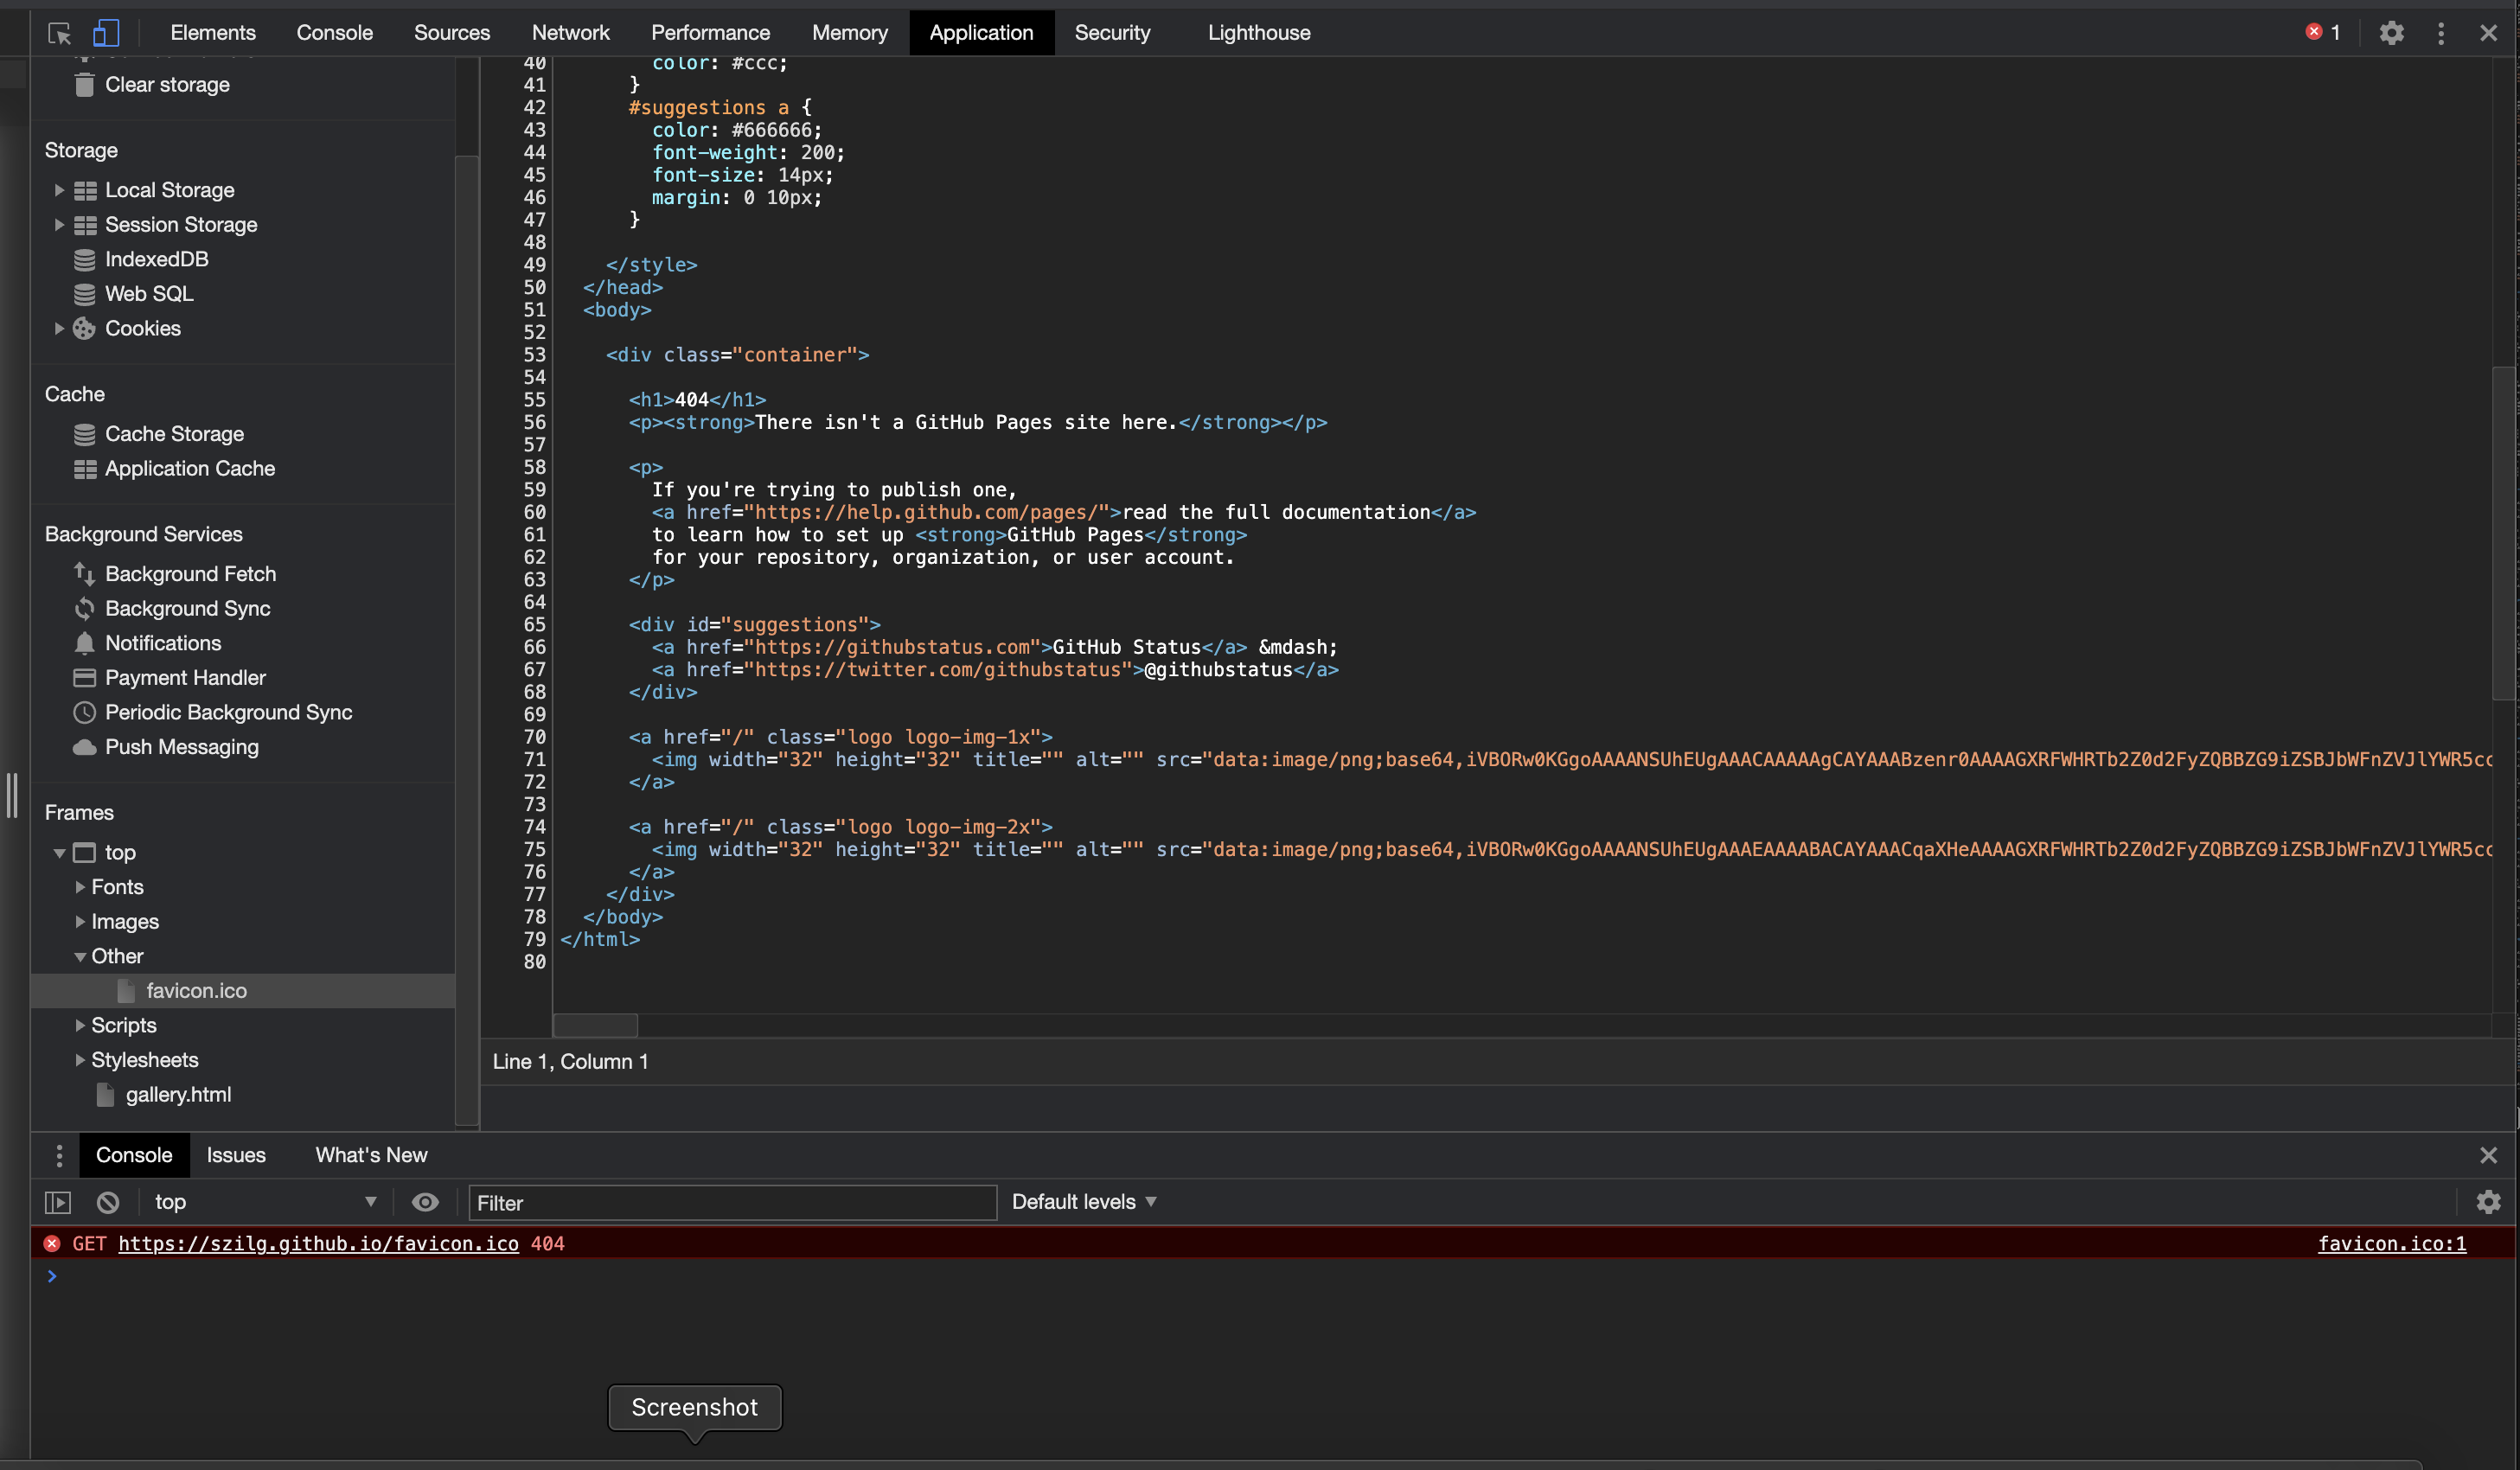 Elements Console Sources Network Performance Memory Application Security Lighthouse 1
Clear storage
Storage
Local Storage
Session Storage
IndexedDB
Web SQL
Cookies
Cache
Cache Storage
Application Cache
Background Services
Background Fetch
Background Sync
Notifications
Payment Handler
Periodic Background Sync
Push Messaging
Frames
top
Fonts
Images
Other
favicon.ico
Scripts
Stylesheets
gallery.html
40 color: #ccc;
41 }
42 #suggestions a {
43 color: #666666;
44 font-weight: 200;
45 font-size: 14px;
46 margin: 0 10px;
47 }
48
49 </style>
50 </head>
51 <body>
52
53 <div class="container">
54
55 <h1>404</h1>
56 <p><strong>There isn't a GitHub Pages site here.</strong></p>
57
58 <p>
59 If you're trying to publish one,
60 <a href="https://help.github.com/pages/">read the full documentation</a>
61 to learn how to set up <strong>GitHub Pages</strong>
62 for your repository, organization, or user account.
63 </p>
64
65 <div id="suggestions">
66 <a href="https://githubstatus.com">GitHub Status</a> &mdash;
67 <a href="https://twitter.com/githubstatus">@githubstatus</a>
68 </div>
69
70 <a href="/" class="logo logo-img-1x">
71 <img width="32" height="32" title="" alt="" src="data:image/png;base64,iVBORw0KGgoAAAANSUhEUgAAACAAAAAgCAYAAABzenr0AAAAGXRFWHRTb2Z0d2FyZQBBZG9iZSBJbWFnZVJlYWR5cc
72 </a>
73
74 <a href="/" class="logo logo-img-2x">
75 <img width="32" height="32" title="" alt="" src="data:image/png;base64,iVBORw0KGgoAAAANSUhEUgAAAEAAAABACAYAAACqaXHeAAAAGXRFWHRTb2Z0d2FyZQBBZG9iZSBJbWFnZVJlYWR5cc
76 </a>
77 </div>
78 </body>
79 </html>
80
Line 1, Column 1
Console Issues What's New
top Filter Default levels
GET https://szilg.github.io/favicon.ico 404 favicon.ico:1
Screenshot